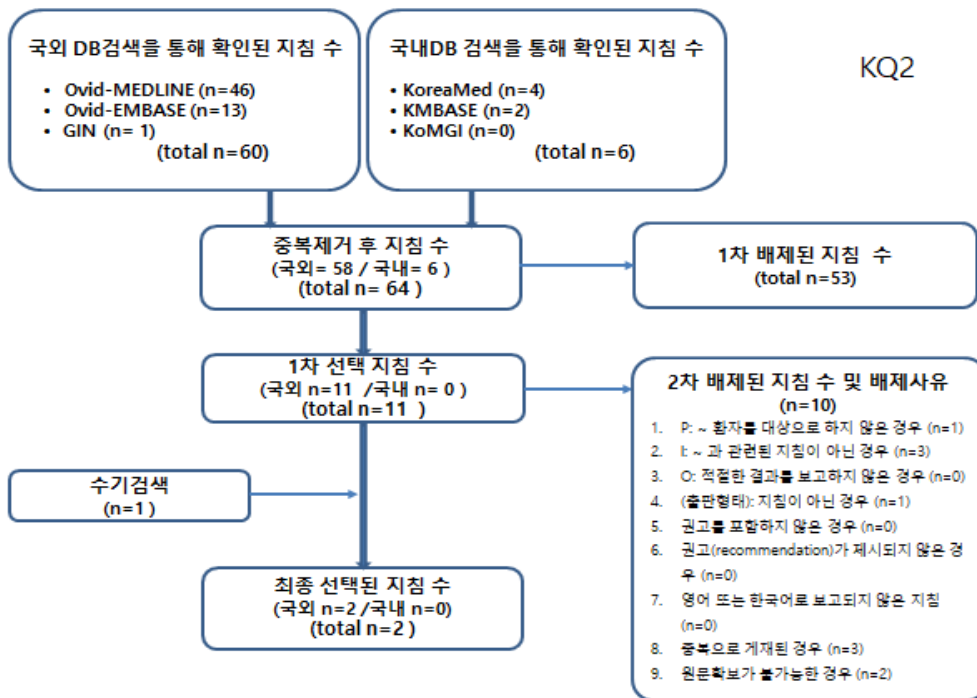 국외 DB검색을 통해 확인된 지침 수
• Ovid-MEDLINE (n=46)
• Ovid-EMBASE (n=13)
• GIN (n= 1)
(total n=60)
국내DB 검색을 통해 확인된 지침 수
• KoreaMed (n=4)
• KMBASE (n=2)
• KoMGI (n=0)
(total n=6)
KQ2
중복제거 후 지침 수
(국외= 58 / 국내= 6 )
(total n= 64 )
1차 배제된 지침 수
(total n=53)
1차 선택 지침 수
(국외 n=11 /국내 n= 0 )
(total n=11 )
2차 배제된 지침 수 및 배제사유
(n=10)
1. P: ~ 환자를 대상으로 하지 않은 경우 (n=1)
2. I: ~ 과 관련된 지침이 아닌 경우 (n=3)
3. O: 적절한 결과를 보고하지 않은 경우 (n=0)
4. (출판형태): 지침이 아닌 경우 (n=1)
5. 권고를 포함하지 않은 경우 (n=0)
6. 권고(recommendation)가 제시되지 않은 경
우 (n=0)
7. 영어 또는 한국어로 보고되지 않은 지침
(n=0)
8. 중복으로 게재된 경우 (n=3)
9. 원문확보가 불가능한 경우 (n=2)
수기검색
(n=1 )
최종 선택된 지침 수
(국외 n=2 /국내 n=0)
(total n=2 )